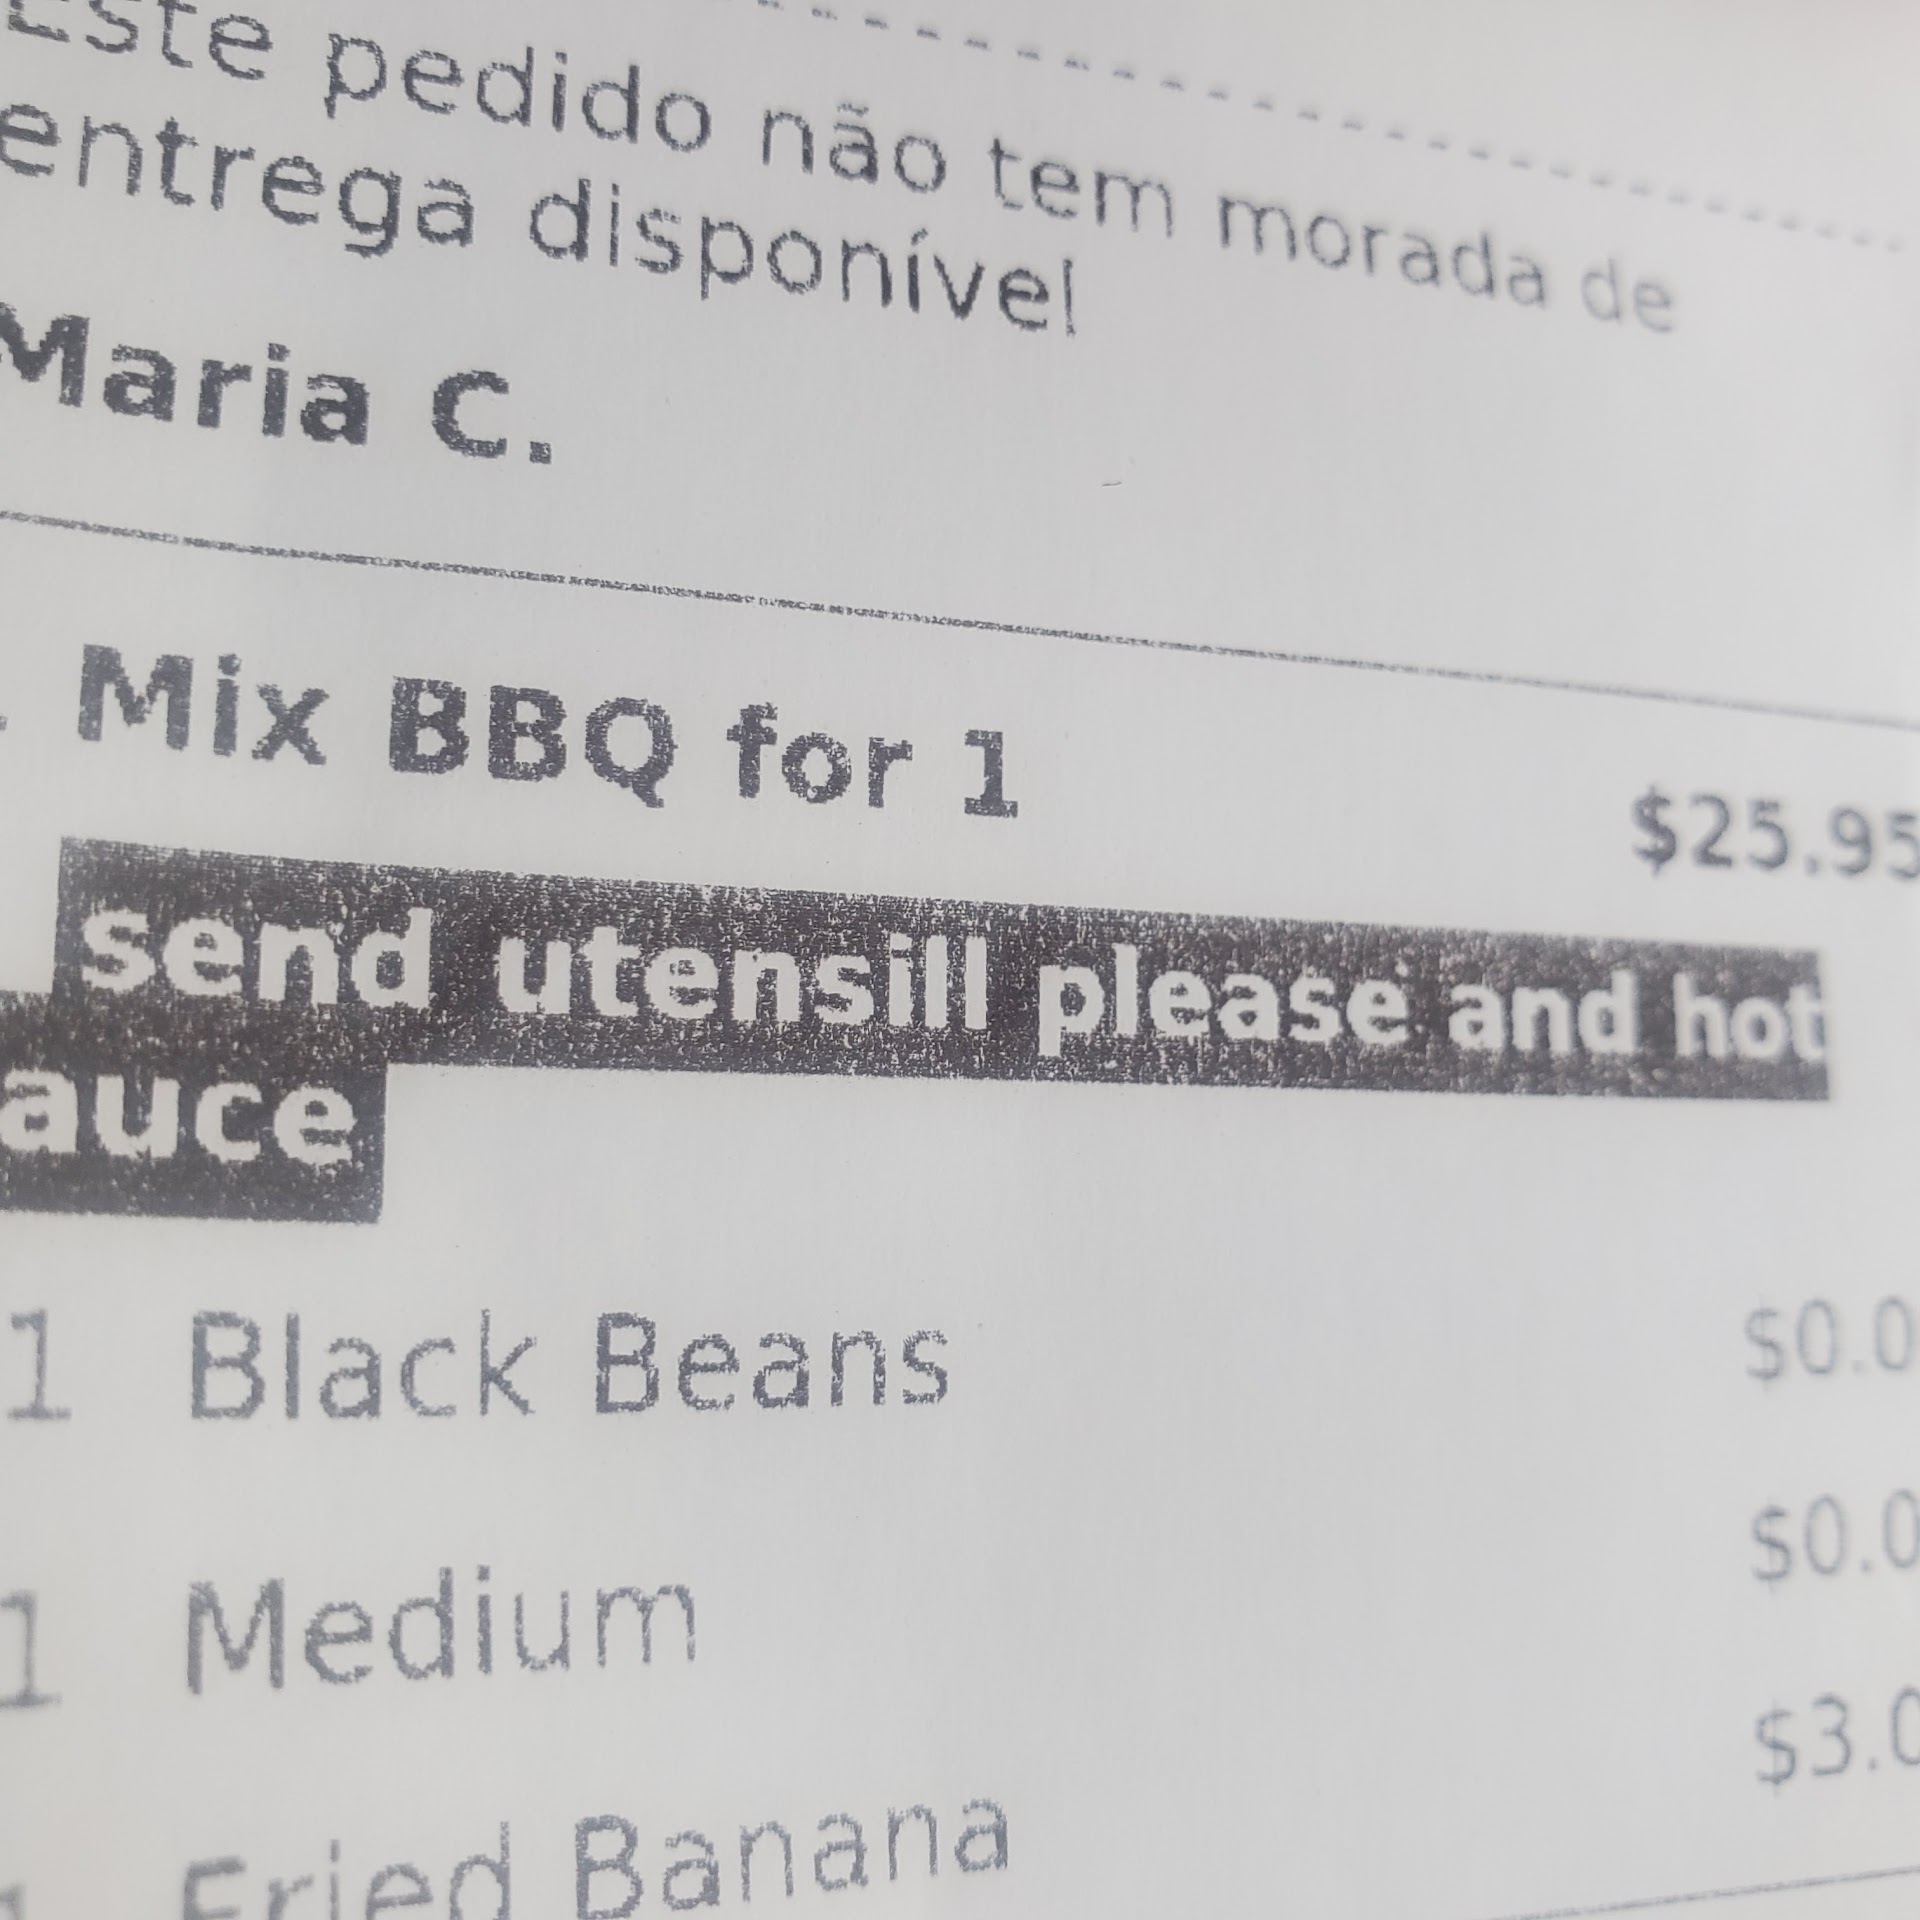 Este pedido não tem morada de
entrega disponível
Maria C.
. Mix BBQ for 1 $25.95
send utensill please and hot
auce
1 Black Beans $0.0
1 Medium $0.0
1 Fried Banana $3.0